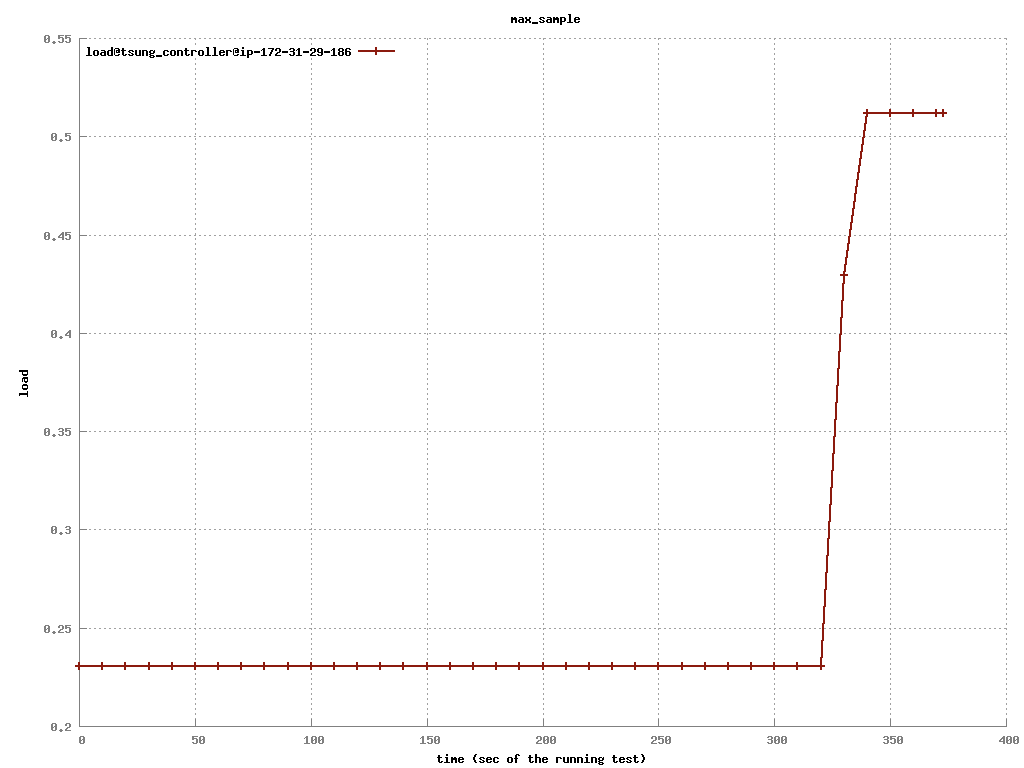 max_sample
0.55
load@tsung_controller@ip-172-31-29-186
0.5
0.45
0.4
load
0.35
0.3
0.25
0.2
0 50 100 150 200 250 300 350 400
time (sec of the running test)